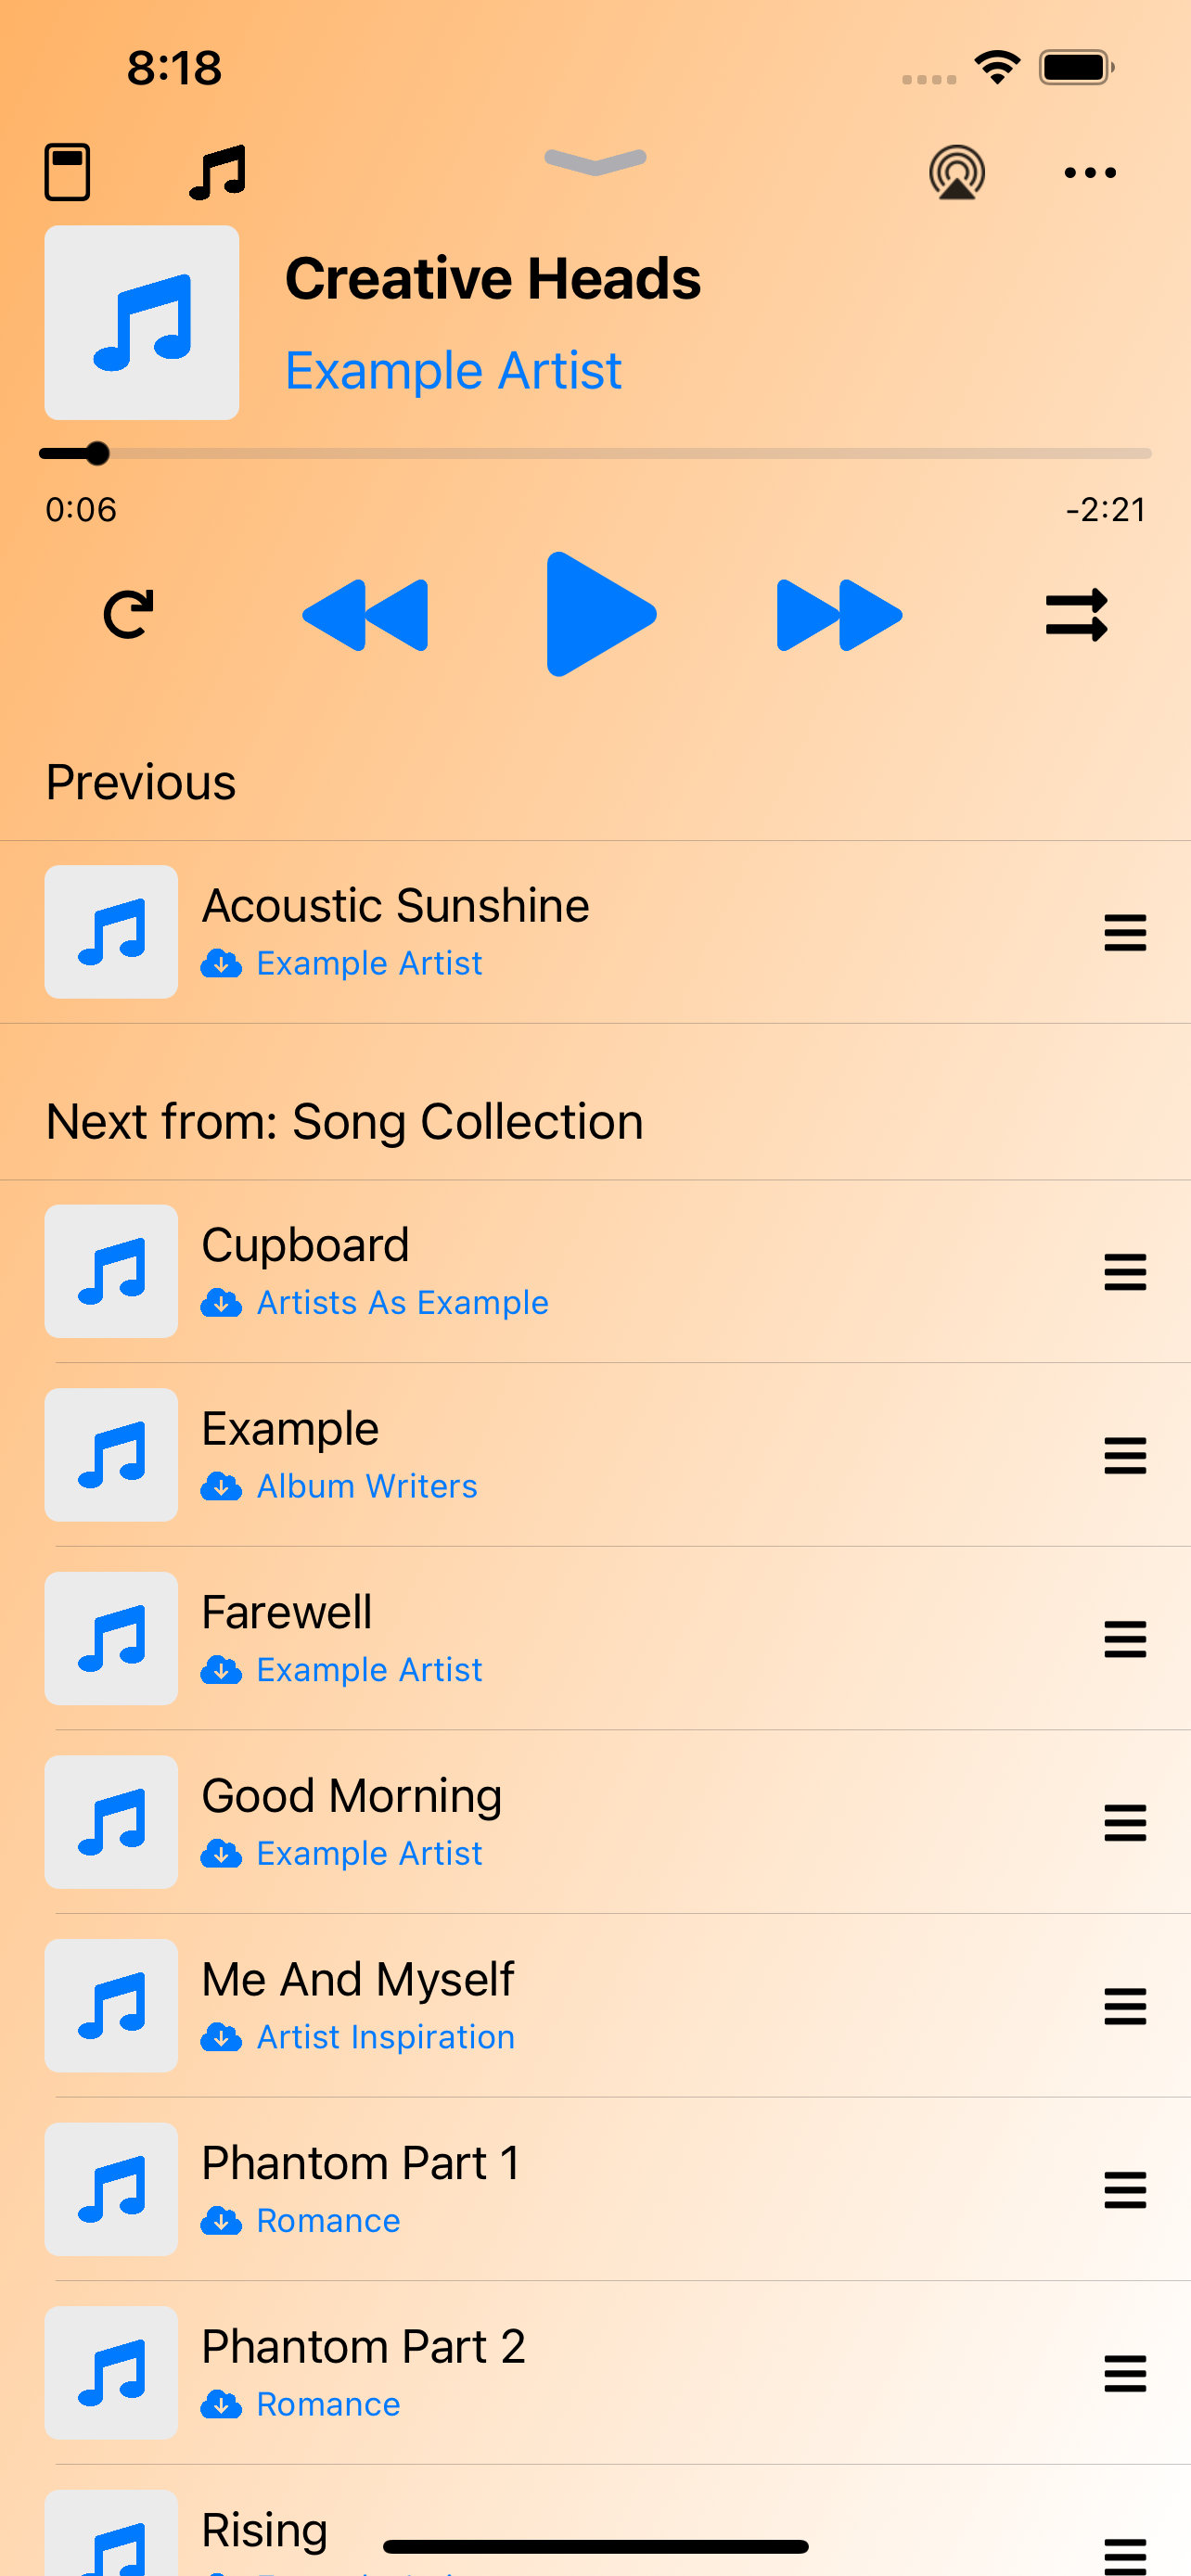 8:18
Creative Heads
Example Artist
0:06
-2:21
Previous
Acoustic Sunshine
Example Artist
Next from: Song Collection
Cupboard
Artists As Example
Example
Album Writers
Farewell
Example Artist
Good Morning
Example Artist
Me And Myself
Artist Inspiration
Phantom Part 1
Romance
Phantom Part 2
Romance
Rising